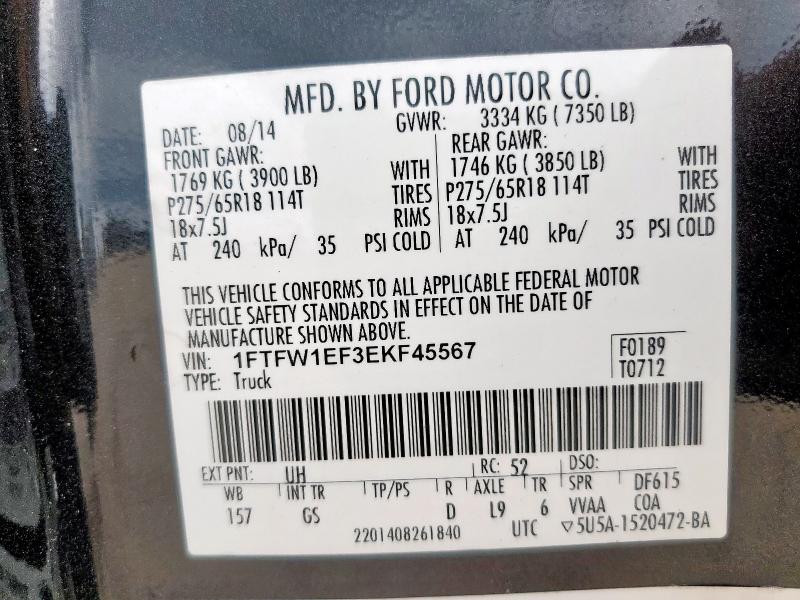 MFD. BY FORD MOTOR CO.
DATE: 08/14 GVWR: 3334 KG ( 7350 LB)
FRONT GAWR: REAR GAWR:
1769 KG ( 3900 LB) WITH 1746 KG ( 3850 LB) WITH
P275/65R18 114T TIRES P275/65R18 114T TIRES
18x7.5J RIMS 18x7.5J RIMS
AT 240 kPa/ 35 PSI COLD AT 240 kPa/ 35 PSI COLD
THIS VEHICLE CONFORMS TO ALL APPLICABLE FEDERAL MOTOR
VEHICLE SAFETY STANDARDS IN EFFECT ON THE DATE OF
MANUFACTURE SHOWN ABOVE.
VIN: 1FTFW1EF3EKF45567 F0189
TYPE: Truck T0712
EXT PNT: UH RC: 52 DSO:
WB INT TR TP/PS R AXLE TR SPR DF615
157 GS D L9 6 VVAA COA
2201408261840 UTC ▽5U5A-1520472-BA